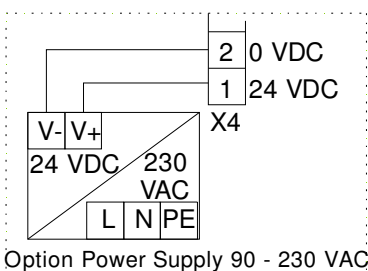 2 0 VDC
1 24 VDC
X4
V- V+
24 VDC 230
VAC
L N PE
Option Power Supply 90 - 230 VAC